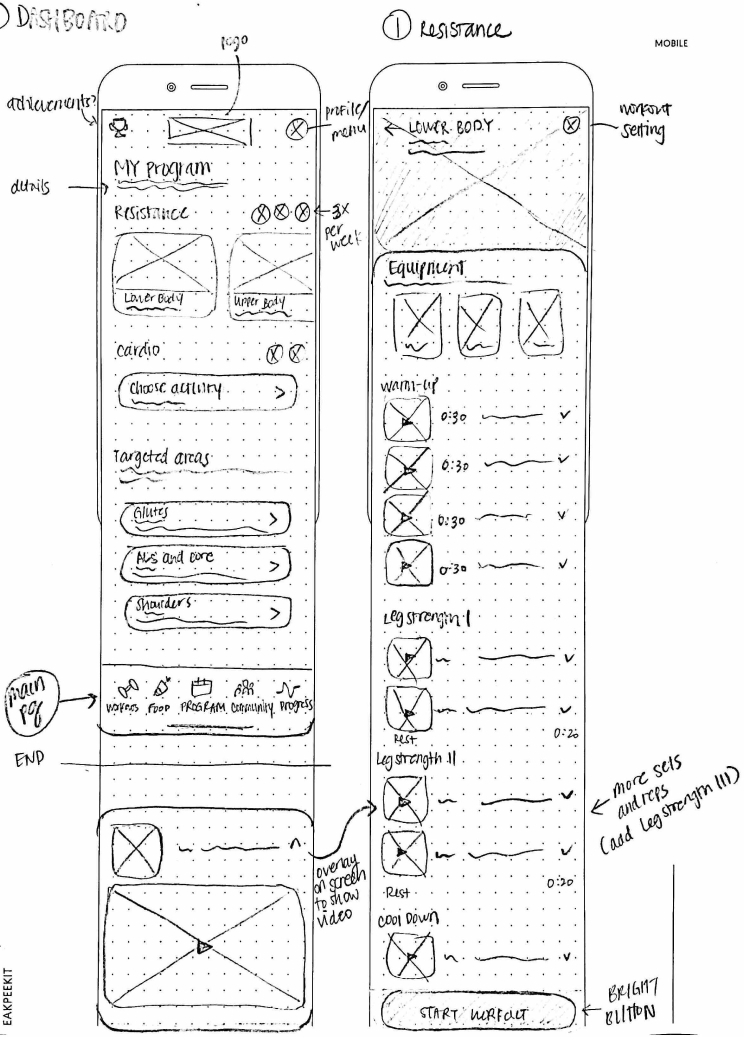 DASHBOARD
logo
achievements?
profile/
menu
MY program
details
Resistance
3x
per
week
Lower Body
Upper Body
cardio
Choose activity
Targeted areas
Glutes
Abs and core
Shoulders
main
pg
workouts FOOD PROGRAM Community Progress
END
overlay
on screen
to show
video
EAKPEEKIT
1 Resistance
MOBILE
LOWER BODY
workout
setting
Equipment
warm-up
0:30
0:30
0:30
0:30
Leg strength I
Rest
0:20
Leg strength II
more sets
and reps
(add leg strength III)
Rest
0:20
Cool Down
START WORKOUT
BRIGHT
BUTTON